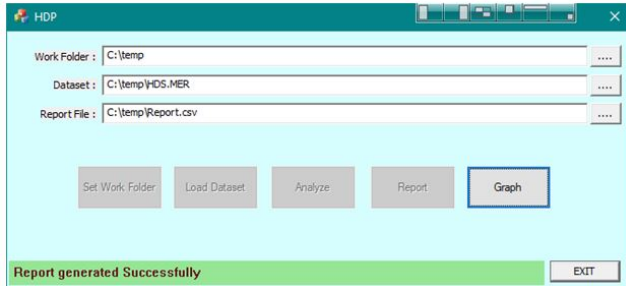 HDP
Work Folder : C:\temp ....
Dataset : C:\temp\HDS.MER ....
Report File : C:\temp\Report.csv ....
Set Work Folder Load Dataset Analyze Report Graph
Report generated Successfully EXIT